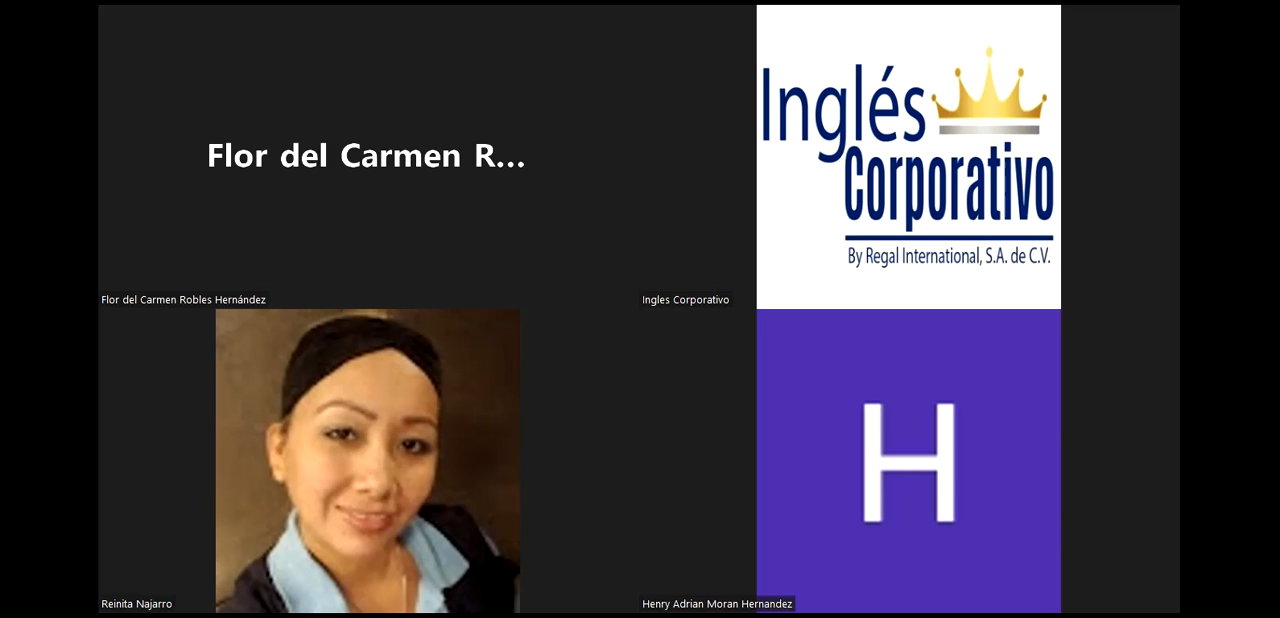 Flor del Carmen R...
Flor del Carmen Robles Hernández
Inglés
Corporativo
By Regal International, S.A. de C.V.
Ingles Corporativo
Reinita Najarro
H
Henry Adrian Moran Hernandez